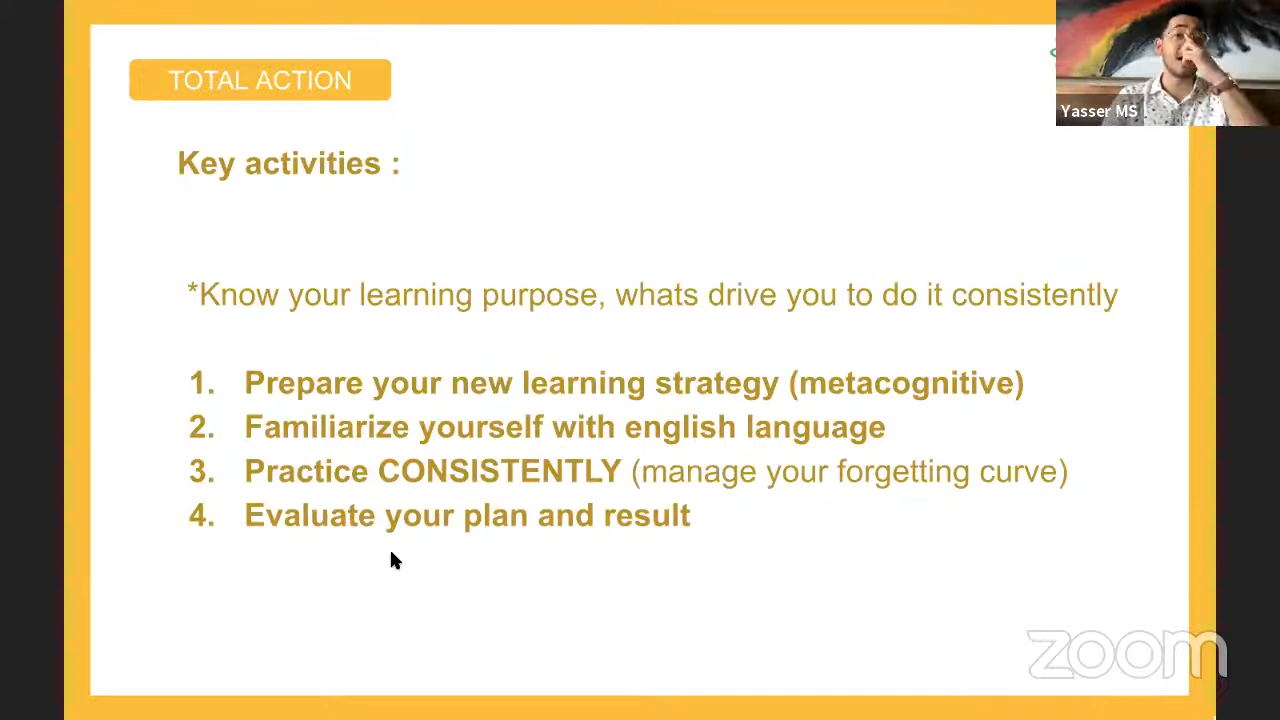 TOTAL ACTION
Yasser MS
Key activities :
*Know your learning purpose, whats drive you to do it consistently
1. Prepare your new learning strategy (metacognitive)
2. Familiarize yourself with english language
3. Practice CONSISTENTLY (manage your forgetting curve)
4. Evaluate your plan and result
zoom